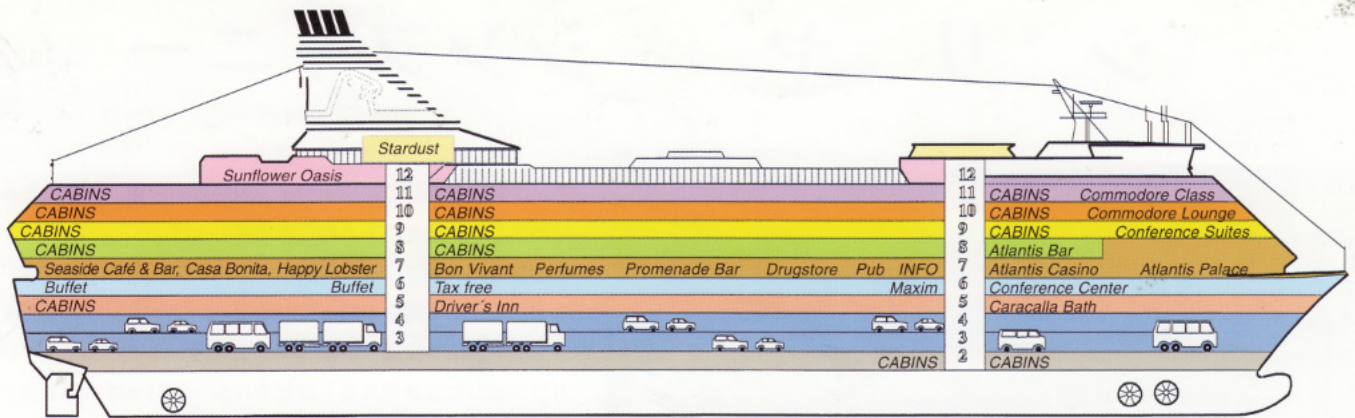 Stardust
Sunflower Oasis 12 12
CABINS 11 CABINS 11 CABINS Commodore Class
CABINS 10 CABINS 10 CABINS Commodore Lounge
CABINS 9 CABINS 9 CABINS Conference Suites
CABINS 8 CABINS 8 Atlantis Bar
Seaside Café & Bar, Casa Bonita, Happy Lobster 7 Bon Vivant Perfumes Promenade Bar Drugstore Pub INFO 7 Atlantis Casino Atlantis Palace
Buffet Buffet 6 Tax free Maxim 6 Conference Center
CABINS 5 Driver´s Inn 5 Caracalla Bath
4 4
3 3
CABINS 2 CABINS